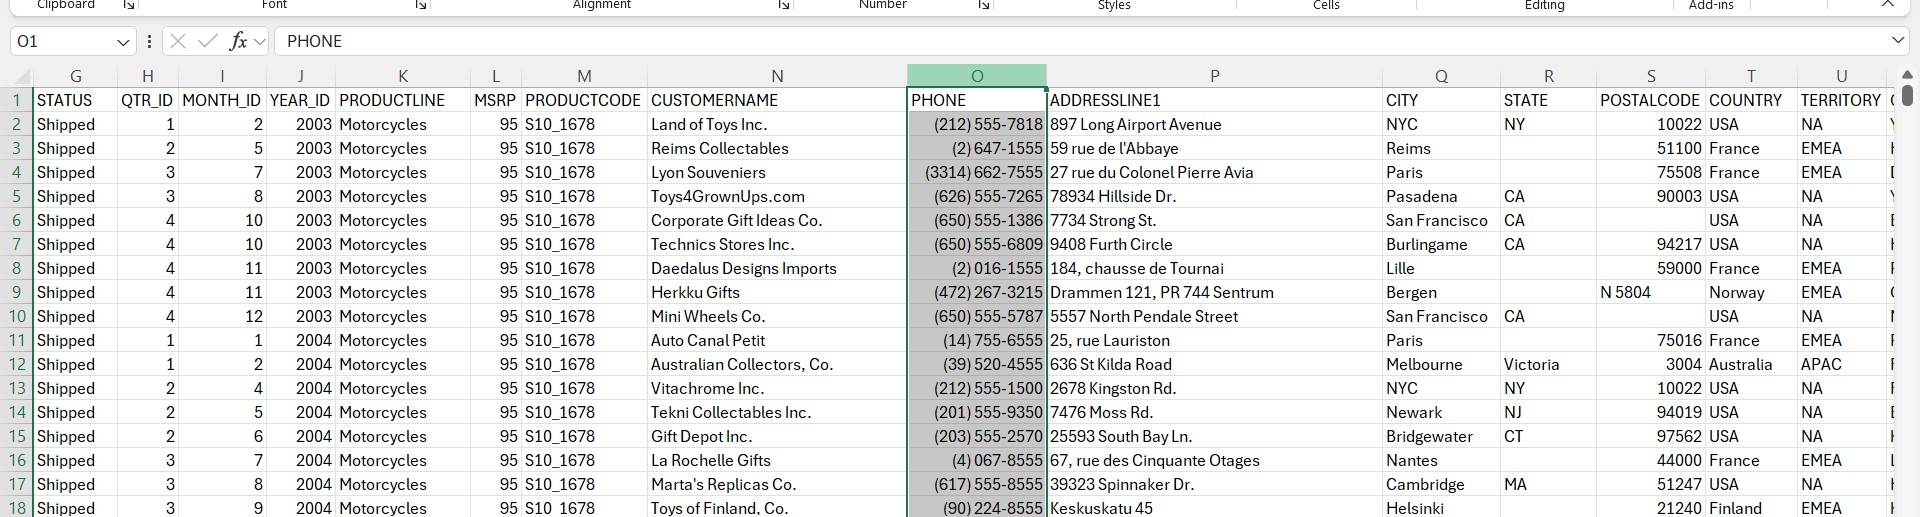 Clipboard Font Alignment Number Styles Cells Editing Add-ins
O1 fx PHONE
G H I J K L M N O P Q R S T U
1 STATUS QTR_ID MONTH_ID YEAR_ID PRODUCTLINE MSRP PRODUCTCODE CUSTOMERNAME PHONE ADDRESSLINE1 CITY STATE POSTALCODE COUNTRY TERRITORY
2 Shipped 1 2 2003 Motorcycles 95 S10_1678 Land of Toys Inc. (212) 555-7818 897 Long Airport Avenue NYC NY 10022 USA NA
3 Shipped 2 5 2003 Motorcycles 95 S10_1678 Reims Collectables (2) 647-1555 59 rue de l'Abbaye Reims 51100 France EMEA
4 Shipped 3 7 2003 Motorcycles 95 S10_1678 Lyon Souveniers (3314) 662-7555 27 rue du Colonel Pierre Avia Paris 75508 France EMEA
5 Shipped 3 8 2003 Motorcycles 95 S10_1678 Toys4GrownUps.com (626) 555-7265 78934 Hillside Dr. Pasadena CA 90003 USA NA
6 Shipped 4 10 2003 Motorcycles 95 S10_1678 Corporate Gift Ideas Co. (650) 555-1386 7734 Strong St. San Francisco CA USA NA
7 Shipped 4 10 2003 Motorcycles 95 S10_1678 Technics Stores Inc. (650) 555-6809 9408 Furth Circle Burlingame CA 94217 USA NA
8 Shipped 4 11 2003 Motorcycles 95 S10_1678 Daedalus Designs Imports (2) 016-1555 184, chausse de Tournai Lille 59000 France EMEA
9 Shipped 4 11 2003 Motorcycles 95 S10_1678 Herkku Gifts (472) 267-3215 Drammen 121, PR 744 Sentrum Bergen N 5804 Norway EMEA
10 Shipped 4 12 2003 Motorcycles 95 S10_1678 Mini Wheels Co. (650) 555-5787 5557 North Pendale Street San Francisco CA USA NA
11 Shipped 1 1 2004 Motorcycles 95 S10_1678 Auto Canal Petit (14) 755-6555 25, rue Lauriston Paris 75016 France EMEA
12 Shipped 1 2 2004 Motorcycles 95 S10_1678 Australian Collectors, Co. (39) 520-4555 636 St Kilda Road Melbourne Victoria 3004 Australia APAC
13 Shipped 2 4 2004 Motorcycles 95 S10_1678 Vitachrome Inc. (212) 555-1500 2678 Kingston Rd. NYC NY 10022 USA NA
14 Shipped 2 5 2004 Motorcycles 95 S10_1678 Tekni Collectables Inc. (201) 555-9350 7476 Moss Rd. Newark NJ 94019 USA NA
15 Shipped 2 6 2004 Motorcycles 95 S10_1678 Gift Depot Inc. (203) 555-2570 25593 South Bay Ln. Bridgewater CT 97562 USA NA
16 Shipped 3 7 2004 Motorcycles 95 S10_1678 La Rochelle Gifts (4) 067-8555 67, rue des Cinquante Otages Nantes 44000 France EMEA
17 Shipped 3 8 2004 Motorcycles 95 S10_1678 Marta's Replicas Co. (617) 555-8555 39323 Spinnaker Dr. Cambridge MA 51247 USA NA
18 Shipped 3 9 2004 Motorcycles 95 S10_1678 Toys of Finland, Co. (90) 224-8555 Keskuskatu 45 Helsinki 21240 Finland EMEA